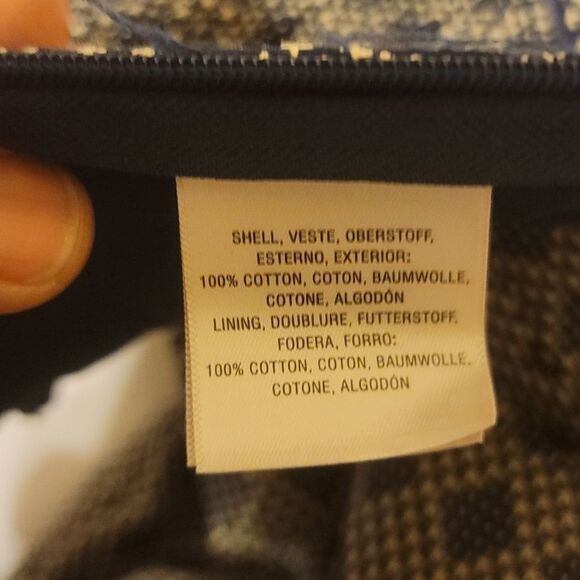 SHELL, VESTE, OBERSTOFF,
ESTERNO, EXTERIOR:
100% COTTON, COTON, BAUMWOLLE,
COTONE, ALGODÓN
LINING, DOUBLURE, FUTTERSTOFF,
FODERA, FORRO:
100% COTTON, COTON, BAUMWOLLE,
COTONE, ALGODÓN